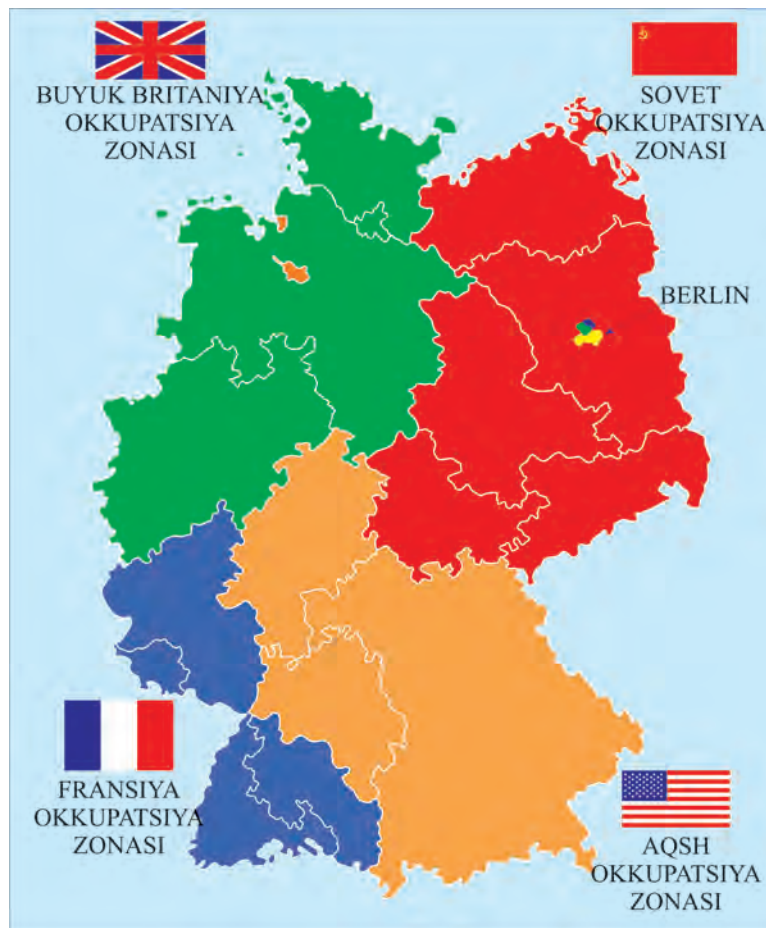 BUYUK BRITANIYA
OKKUPATSIYA
ZONASI
SOVET
OKKUPATSIYA
ZONASI
BERLIN
FRANSIYA
OKKUPATSIYA
ZONASI
AQSH
OKKUPATSIYA
ZONASI